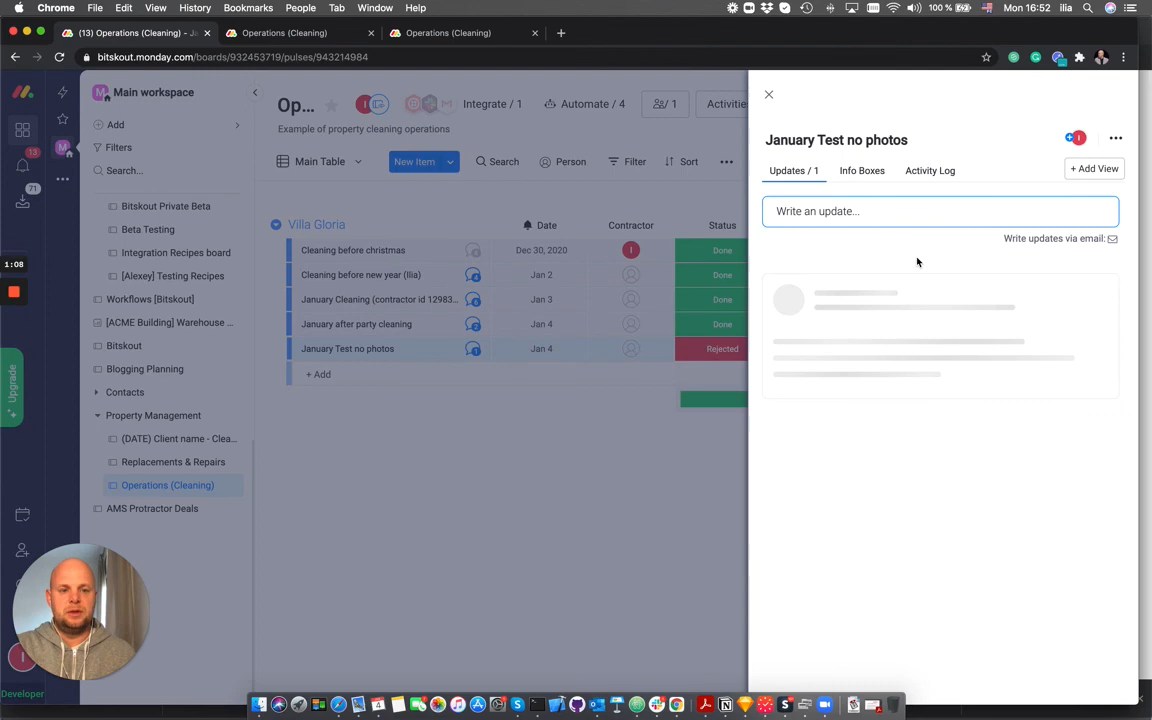 Chrome File Edit View History Bookmarks People Tab Window Help 100 % Mon 16:52 ilia
(13) Operations (Cleaning) - Ja
Operations (Cleaning)
Operations (Cleaning)
bitskout.monday.com/boards/932453719/pulses/943214984
M Main workspace
Add
Filters
Search...
Bitskout Private Beta
Beta Testing
Integration Recipes board
[Alexey] Testing Recipes
Workflows [Bitskout]
[ACME Building] Warehouse ...
Bitskout
Blogging Planning
Contacts
Property Management
(DATE) Client name - Clea...
Replacements & Repairs
Operations (Cleaning)
AMS Protractor Deals
13
M
71
1:08
Upgrade
I
Developer
Op...
I
Integrate / 1
Automate / 4
/ 1
Activities
Example of property cleaning operations
Main Table
New Item
Search
Person
Filter
Sort
Villa Gloria
Date
Contractor
Status
Cleaning before christmas Dec 30, 2020 I Done
Cleaning before new year (Ilia) 4 Jan 2 Done
January Cleaning (contractor id 12983... Jan 3 Done
January after party cleaning 2 Jan 4 Done
January Test no photos 1 Jan 4 Rejected
+ Add
January Test no photos
I
Updates / 1
Info Boxes
Activity Log
+ Add View
Write an update...
Write updates via email: